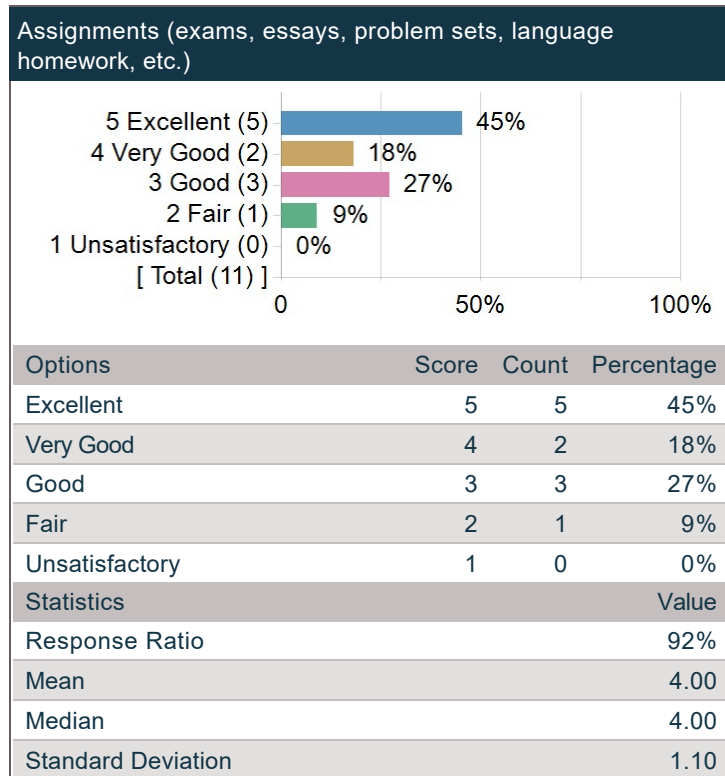 Assignments (exams, essays, problem sets, language
homework, etc.)
5 Excellent (5) 45%
4 Very Good (2) 18%
3 Good (3) 27%
2 Fair (1) 9%
1 Unsatisfactory (0) 0%
[ Total (11) ]
0 50% 100%
Options Score Count Percentage
Excellent 5 5 45%
Very Good 4 2 18%
Good 3 3 27%
Fair 2 1 9%
Unsatisfactory 1 0 0%
Statistics Value
Response Ratio 92%
Mean 4.00
Median 4.00
Standard Deviation 1.10